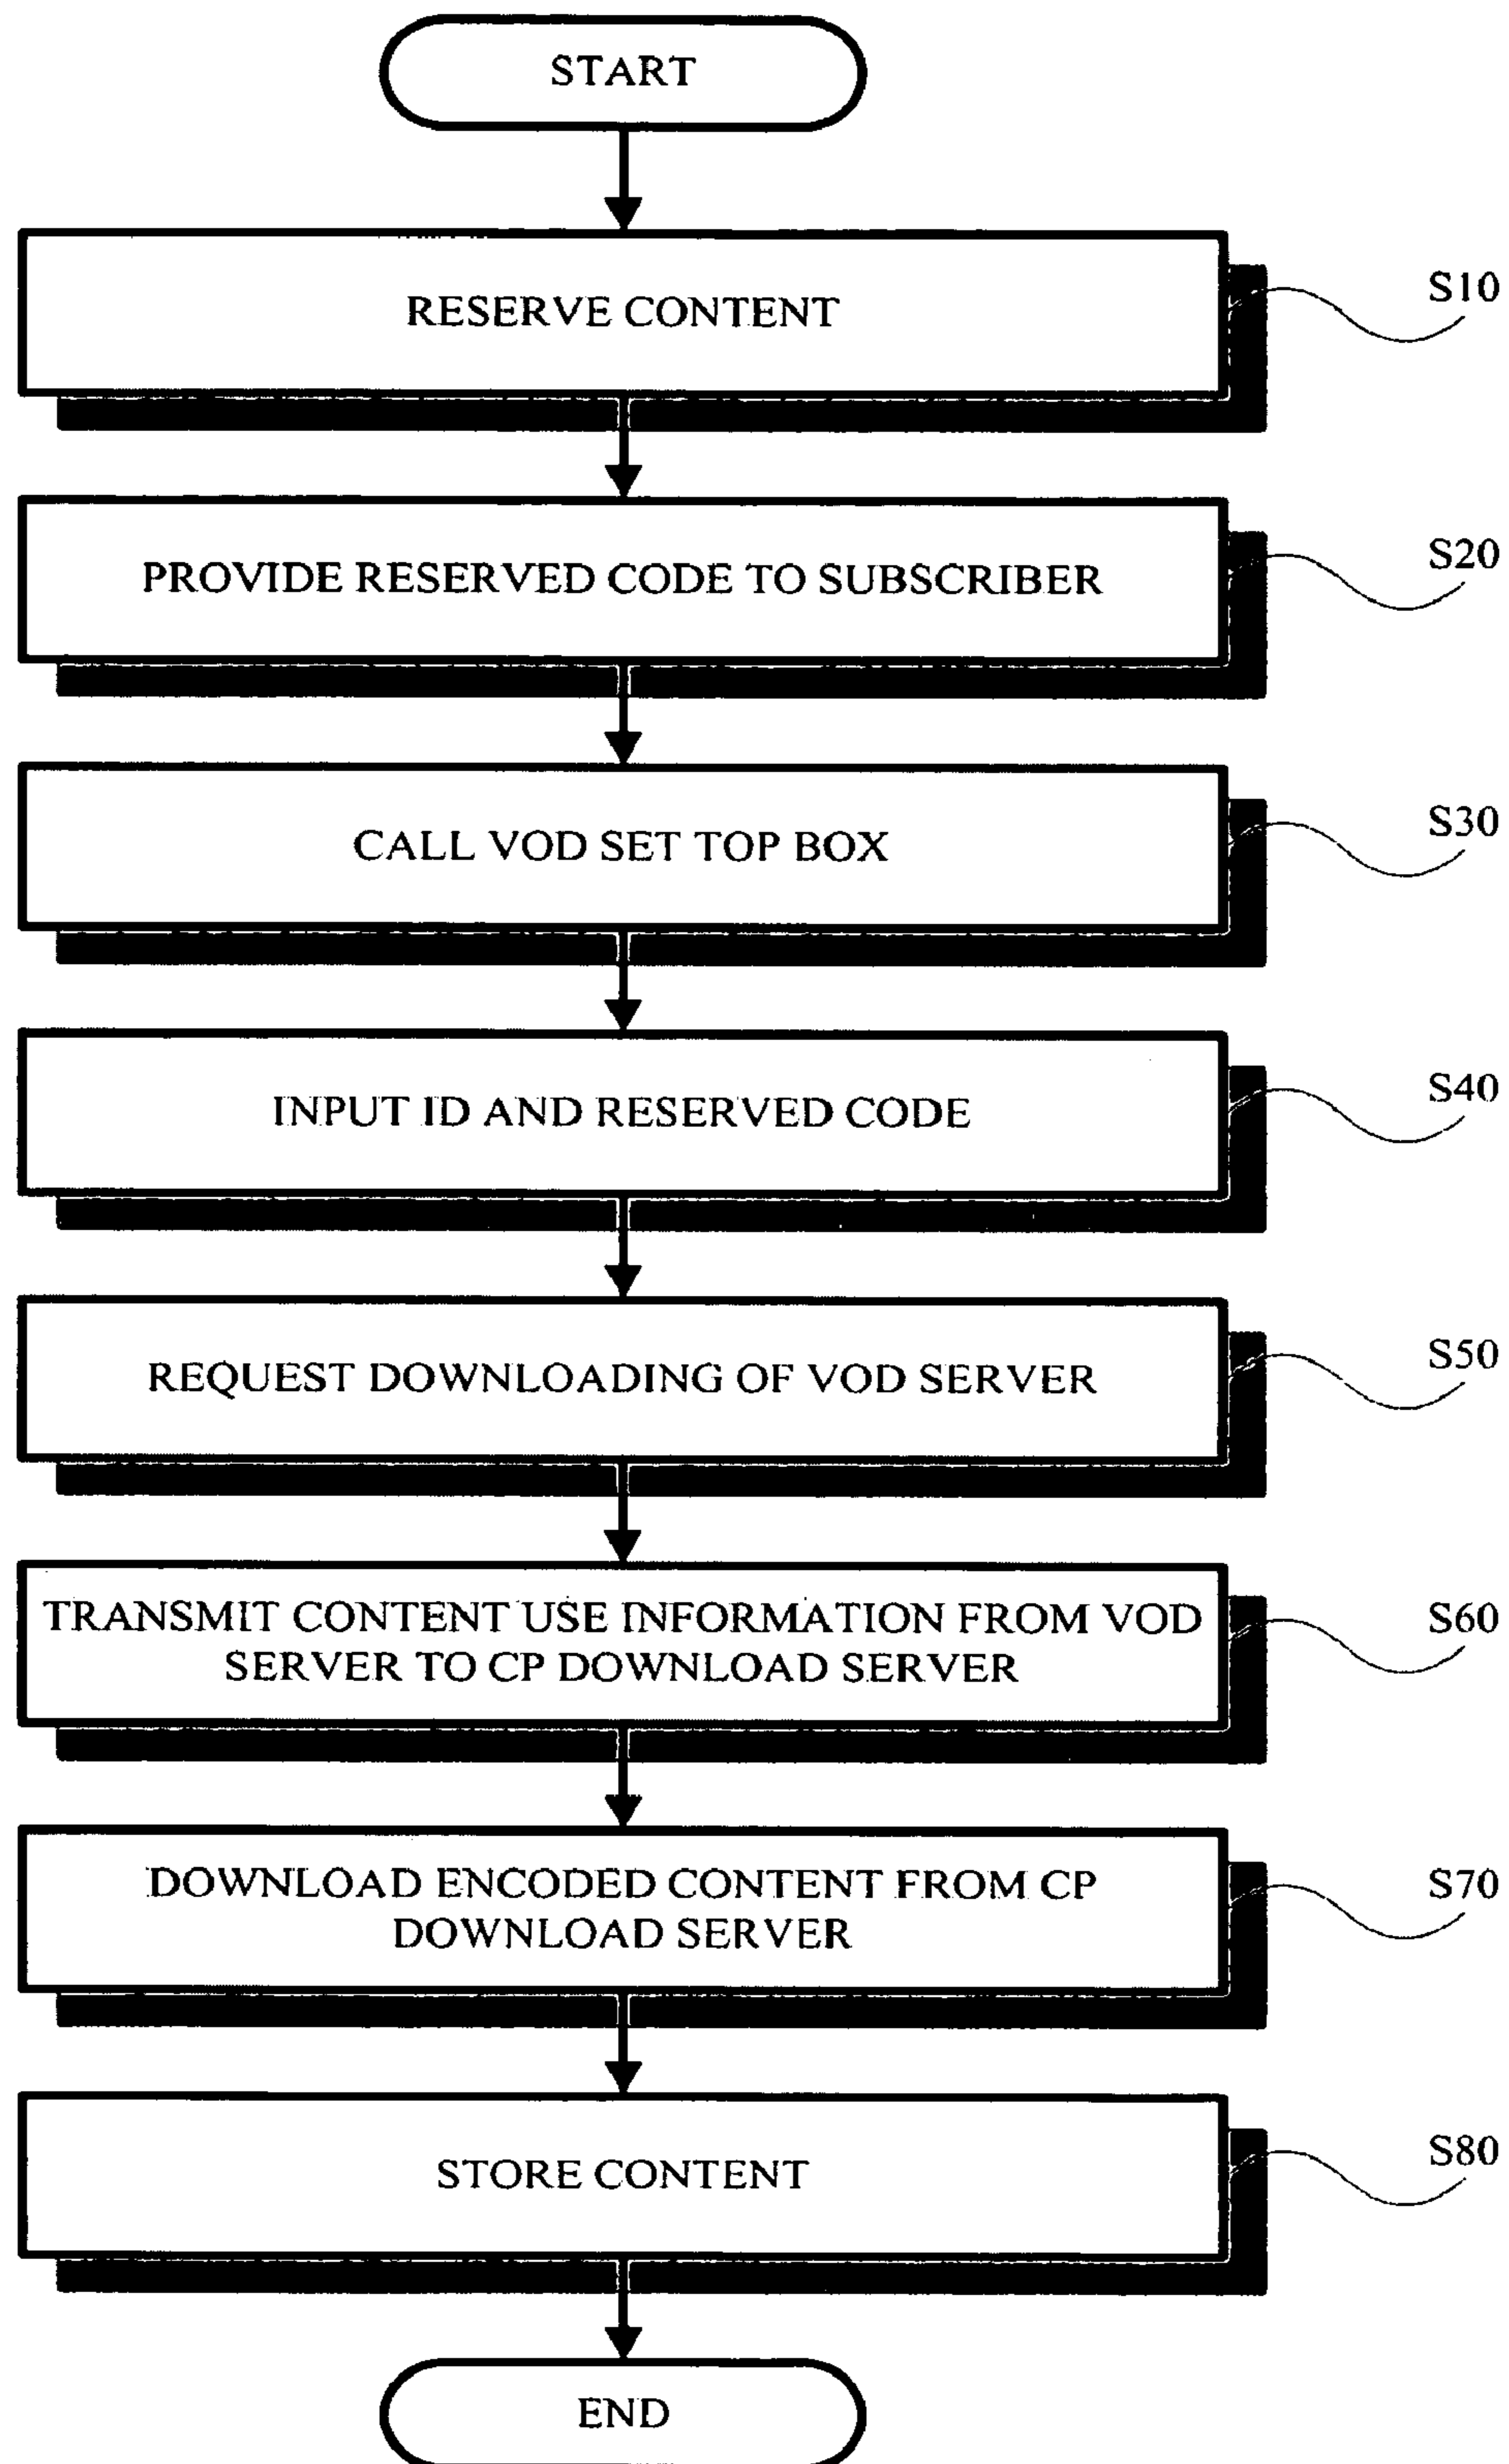 START
RESERVE CONTENT
S10
PROVIDE RESERVED CODE TO SUBSCRIBER
S20
CALL VOD SET TOP BOX
S30
INPUT ID AND RESERVED CODE
S40
REQUEST DOWNLOADING OF VOD SERVER
S50
TRANSMIT CONTENT USE INFORMATION FROM VOD
SERVER TO CP DOWNLOAD SERVER
S60
DOWNLOAD ENCODED CONTENT FROM CP
DOWNLOAD SERVER
S70
STORE CONTENT
S80
END